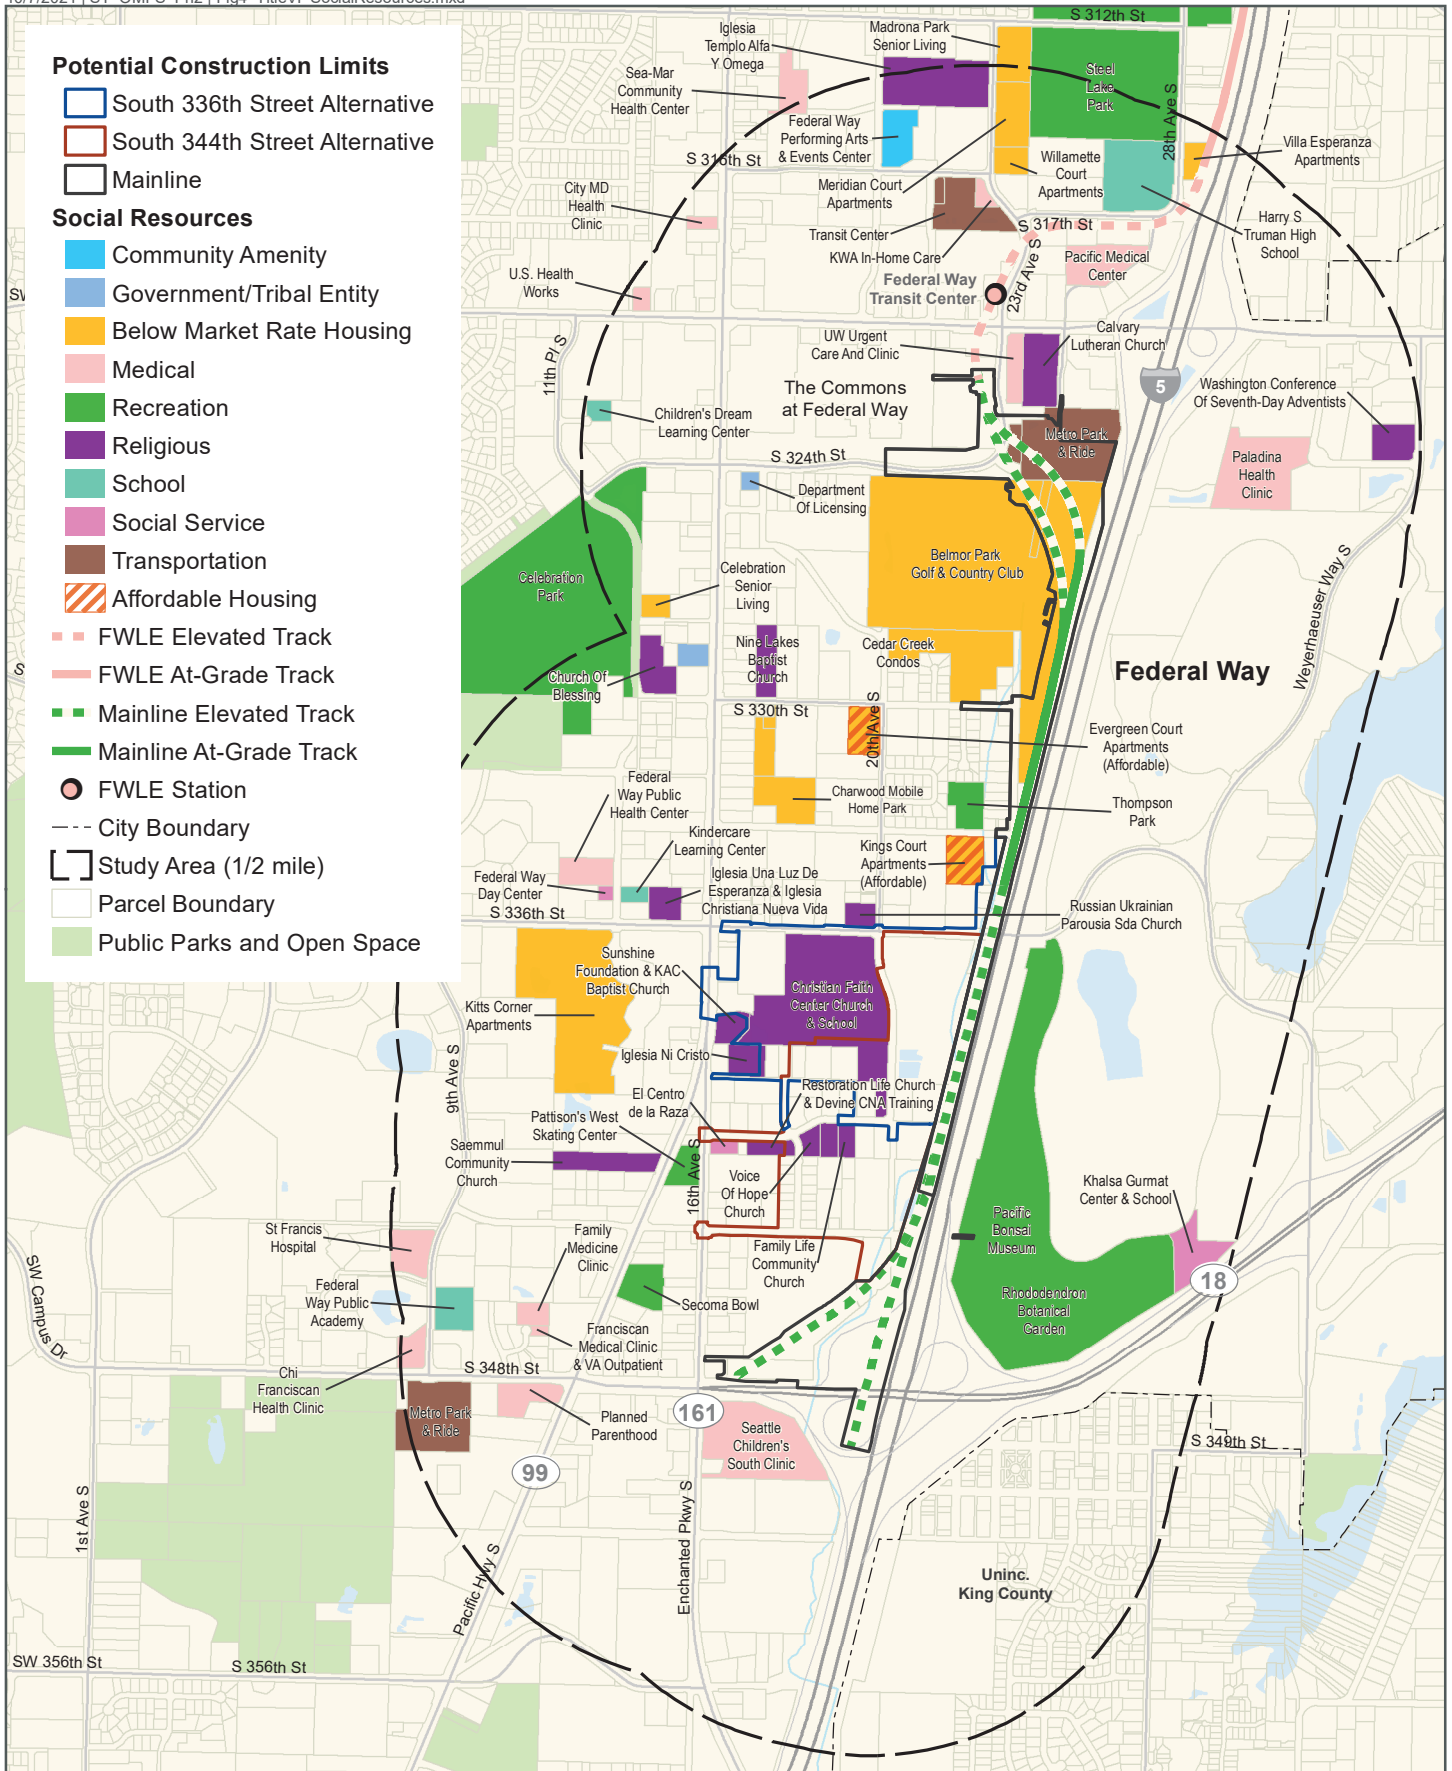 Potential Construction Limits
South 336th Street Alternative
South 344th Street Alternative
Mainline
Social Resources
Community Amenity
Government/Tribal Entity
Below Market Rate Housing
Medical
Recreation
Religious
School
Social Service
Transportation
Affordable Housing
FWLE Elevated Track
FWLE At-Grade Track
Mainline Elevated Track
Mainline At-Grade Track
FWLE Station
City Boundary
Study Area (1/2 mile)
Parcel Boundary
Public Parks and Open Space
S 312th St
Iglesia
Templo Alfa
Y Omega
Madrona Park
Senior Living
Sea-Mar
Community
Health Center
Steel
Lake
Park
28th Ave S
Federal Way
Performing Arts
& Events Center
S 316th St
Villa Esperanza
Apartments
Willamette
Court
Apartments
City MD
Health
Clinic
Meridian Court
Apartments
Transit Center
S 317th St
Harry S
Truman High
School
KWA In-Home Care
Pacific Medical
Center
U.S. Health
Works
Federal Way
Transit Center
23rd Ave S
UW Urgent
Care And Clinic
Calvary
Lutheran Church
11th Pl S
The Commons
at Federal Way
5
Washington Conference
Of Seventh-Day Adventists
Children's Dream
Learning Center
Metro Park
& Ride
S 324th St
Paladina
Health
Clinic
Department
Of Licensing
Belmor Park
Golf & Country Club
Celebration
Park
Celebration
Senior
Living
Weyerhaeuser Way S
Nine Lakes
Baptist
Church
Cedar Creek
Condos
Federal Way
Church Of
Blessing
S 330th St
20th Ave S
Evergreen Court
Apartments
(Affordable)
Federal
Way Public
Health Center
Charwood Mobile
Home Park
Thompson
Park
Kindercare
Learning Center
Kings Court
Apartments
(Affordable)
Federal Way
Day Center
Iglesia Una Luz De
Esperanza & Iglesia
Christiana Nueva Vida
S 336th St
Russian Ukrainian
Parousia Sda Church
Sunshine
Foundation & KAC
Baptist Church
Christian Faith
Center Church
& School
Kitts Corner
Apartments
Iglesia Ni Cristo
9th Ave S
El Centro
de la Raza
Restoration Life Church
& Devine CNA Training
Pattison's West
Skating Center
Saemmul
Community
Church
16th Ave S
Voice
Of Hope
Church
Khalsa Gurmat
Center & School
St Francis
Hospital
Family
Medicine
Clinic
Pacific
Bonsai
Museum
Family Life
Community
Church
18
SW Campus Dr
Federal
Way Public
Academy
Secoma Bowl
Rhododendron
Botanical
Garden
Franciscan
Medical Clinic
& VA Outpatient
S 348th St
Chi
Franciscan
Health Clinic
Metro Park
& Ride
Planned
Parenthood
161
Seattle
Children's
South Clinic
S 349th St
99
1st Ave S
Enchanted Pkwy S
Pacific Hwy S
Uninc.
King County
SW 356th St
S 356th St